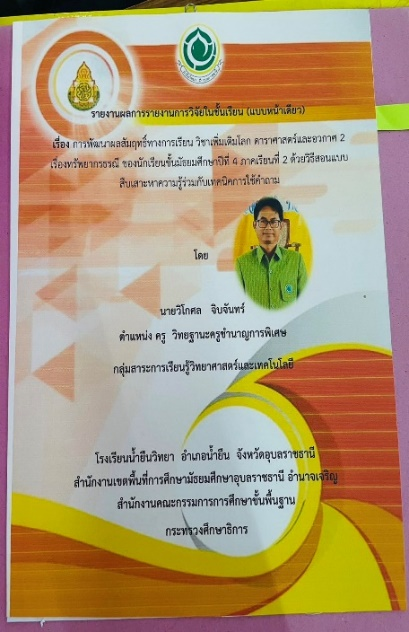 รายงานผลการรายงานการวิจัยในชั้นเรียน (แบบหน้าเดียว)
เรื่อง การพัฒนาผลสัมฤทธิ์ทางการเรียน วิชาเพิ่มเติมโลก ดาราศาสตร์และอวกาศ 2
เรื่องทรัพยากรธรณี ของนักเรียนชั้นมัธยมศึกษาปีที่ 4 ภาคเรียนที่ 2 ด้วยวิธีสอนแบบ
สืบเสาะหาความรู้ร่วมกับเทคนิคการใช้คำถาม
โดย
นายวิโกศล จิบจันทร์
ตำแหน่ง ครู วิทยฐานะครูชำนาญการพิเศษ
กลุ่มสาระการเรียนรู้วิทยาศาสตร์และเทคโนโลยี
โรงเรียนน้ำยืนวิทยา อำเภอน้ำยืน จังหวัดอุบลราชธานี
สำนักงานเขตพื้นที่การศึกษามัธยมศึกษาอุบลราชธานี อำนาจเจริญ
สำนักงานคณะกรรมการการศึกษาขั้นพื้นฐาน
กระทรวงศึกษาธิการ